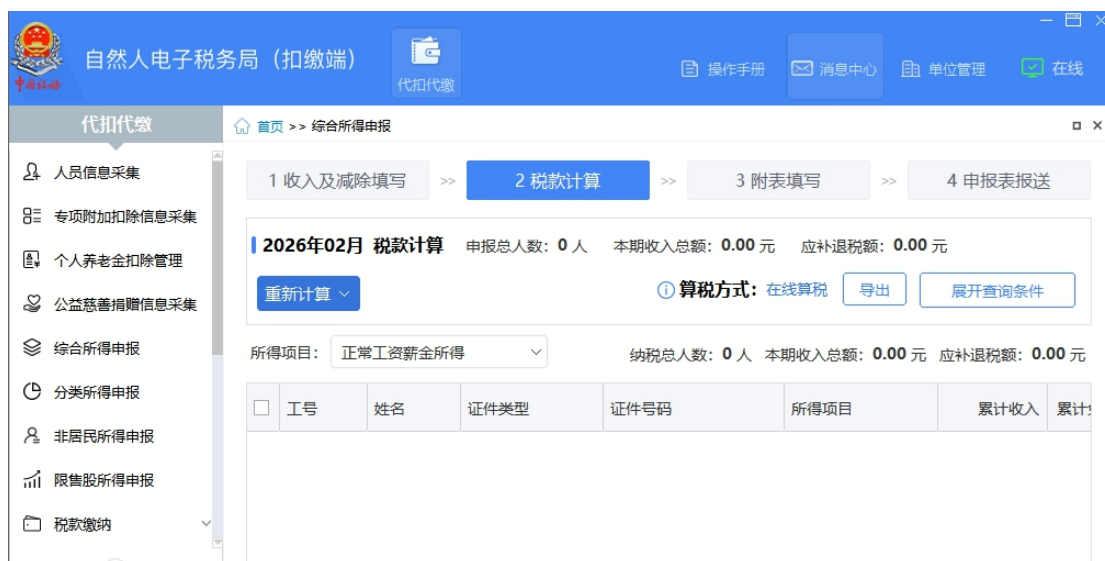 自然人电子税务局（扣缴端）
代扣代缴
操作手册
消息中心
单位管理
在线
代扣代缴
首页 >> 综合所得申报
人员信息采集
专项附加扣除信息采集
个人养老金扣除管理
公益慈善捐赠信息采集
综合所得申报
分类所得申报
非居民所得申报
限售股所得申报
税款缴纳
1 收入及减除填写 >> 2 税款计算 >> 3 附表填写 >> 4 申报表报送
2026年02月 税款计算 申报总人数：0 人 本期收入总额：0.00 元 应补退税额：0.00 元
重新计算 算税方式：在线算税 导出 展开查询条件
所得项目： 正常工资薪金所得 纳税总人数：0 人 本期收入总额：0.00 元 应补退税额：0.00 元
工号 姓名 证件类型 证件号码 所得项目 累计收入 累计